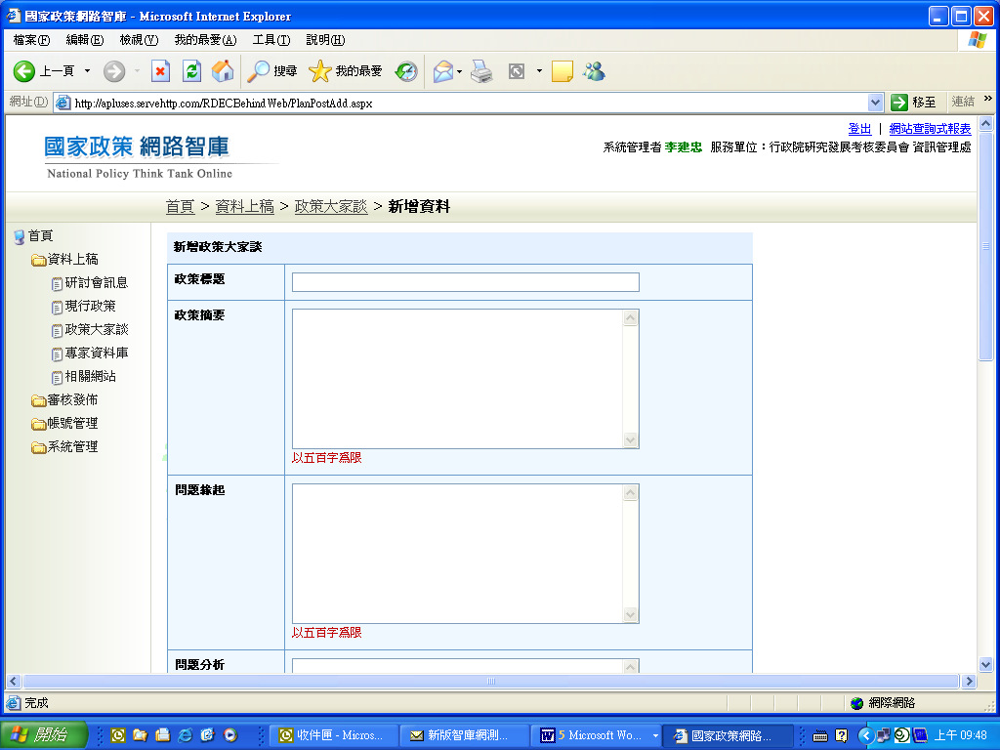 國家政策網路智庫 - Microsoft Internet Explorer
檔案(F) 編輯(E) 檢視(V) 我的最愛(A) 工具(T) 說明(H)
上一頁 搜尋 我的最愛
網址(D) http://apluses.servehttp.com/RDECBehindWeb/PlanPostAdd.aspx 移至 連結 »
國家政策 網路智庫
National Policy Think Tank Online
登出 | 網站查詢式報表
系統管理者 李建忠 服務單位：行政院研究發展考核委員會 資訊管理處
首頁 > 資料上稿 > 政策大家談 > 新增資料
首頁
資料上稿
研討會訊息
現行政策
政策大家談
專家資料庫
相關網站
審核發佈
帳號管理
系統管理
新增政策大家談
政策標題
政策摘要
以五百字為限
問題緣起
以五百字為限
問題分析
完成 網際網路
開始 收件匣 - Micros... 新版智庫網測... 5 Microsoft Wo... 國家政策網路... 上午 09:48